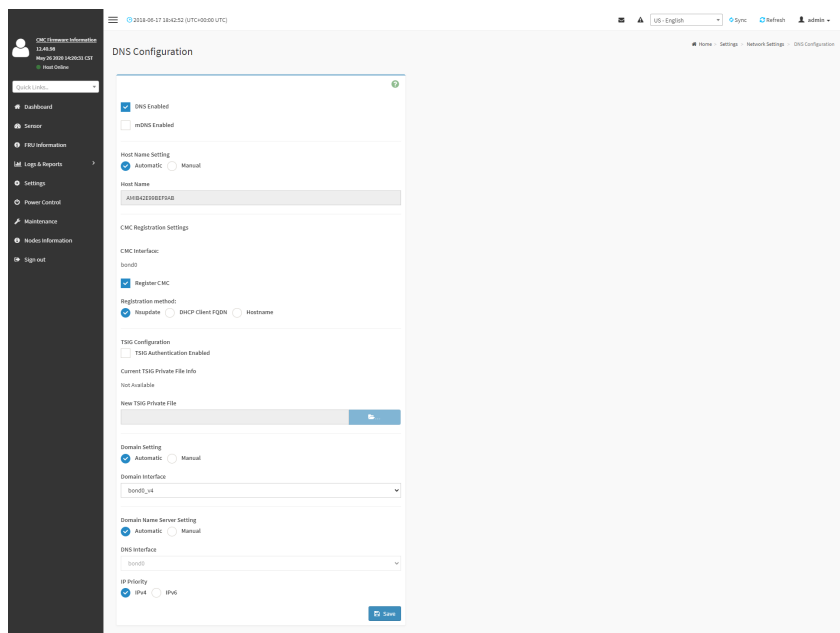 2018-06-17 18:42:52 (UTC+00:00 UTC)
US - English
Sync
Refresh
admin
CMC Firmware Information
12.49.06
May 26 2020 14:20:31 CST
Host Online
Quick Links..
Dashboard
Sensor
FRU Information
Logs & Reports
Settings
Power Control
Maintenance
Nodes Information
Sign out
DNS Configuration
Home > Settings > Network Settings > DNS Configuration
DNS Enabled
mDNS Enabled
Host Name Setting
Automatic Manual
Host Name
AMIB42E99BEF9AB
CMC Registration Settings
CMC Interface:
bond0
Register CMC
Registration method:
Nsupdate DHCP Client FQDN Hostname
TSIG Configuration
TSIG Authentication Enabled
Current TSIG Private File Info
Not Available
New TSIG Private File
Domain Setting
Automatic Manual
Domain Interface
bond0_v4
Domain Name Server Setting
Automatic Manual
DNS Interface
bond0
IP Priority
IPv4 IPv6
Save